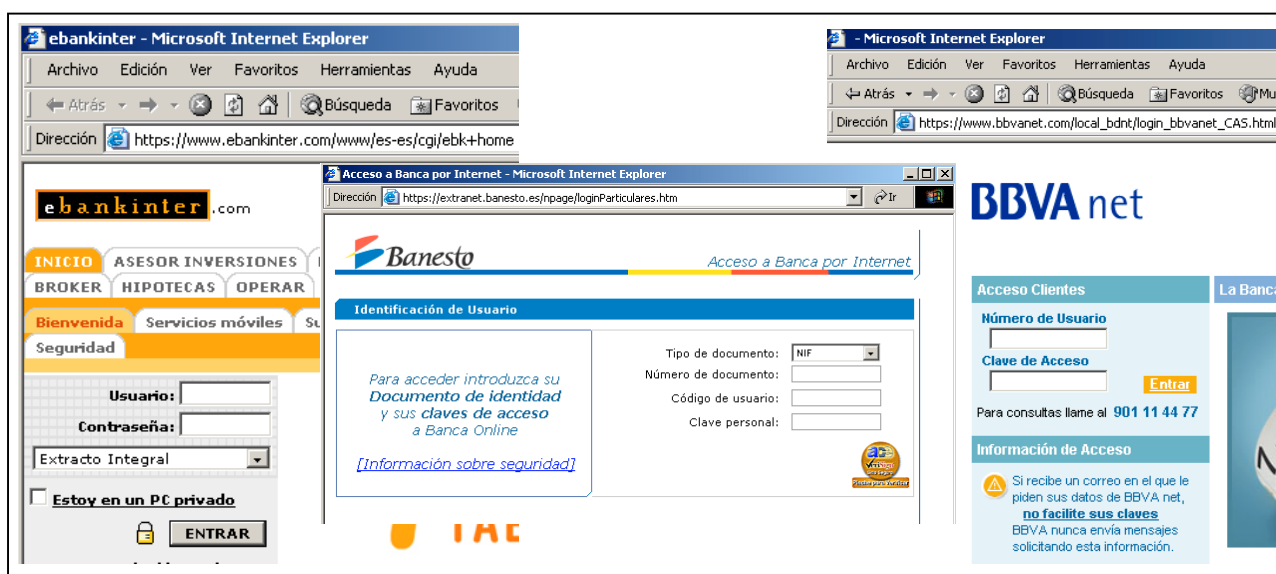 ebankinter - Microsoft Internet Explorer
Archivo Edición Ver Favoritos Herramientas Ayuda
Atrás Búsqueda Favoritos
Dirección https://www.ebankinter.com/www/es-es/cgi/ebk+home
ebankinter.com
INICIO ASESOR INVERSIONES
BROKER HIPOTECAS OPERAR
Bienvenida Servicios móviles
Seguridad
Usuario:
Contraseña:
Extracto Integral
Estoy en un PC privado
ENTRAR
Acceso a Banca por Internet - Microsoft Internet Explorer
Dirección https://extranet.banesto.es/npage/loginParticulares.htm Ir
Banesto
Acceso a Banca por Internet
Identificación de Usuario
Para acceder introduzca su
Documento de identidad
y sus claves de acceso
a Banca Online
[Información sobre seguridad]
Tipo de documento: NIF
Número de documento:
Código de usuario:
Clave personal:
- Microsoft Internet Explorer
Archivo Edición Ver Favoritos Herramientas Ayuda
Atrás Búsqueda Favoritos Mu
Dirección https://www.bbvanet.com/local_bdnt/login_bbvanet_CAS.html
BBVA net
Acceso Clientes
La Banca
Número de Usuario
Clave de Acceso
Entrar
Para consultas llame al 901 11 44 77
Información de Acceso
Si recibe un correo en el que le
piden sus datos de BBVA net,
no facilite sus claves
BBVA nunca envía mensajes
solicitando esta información.